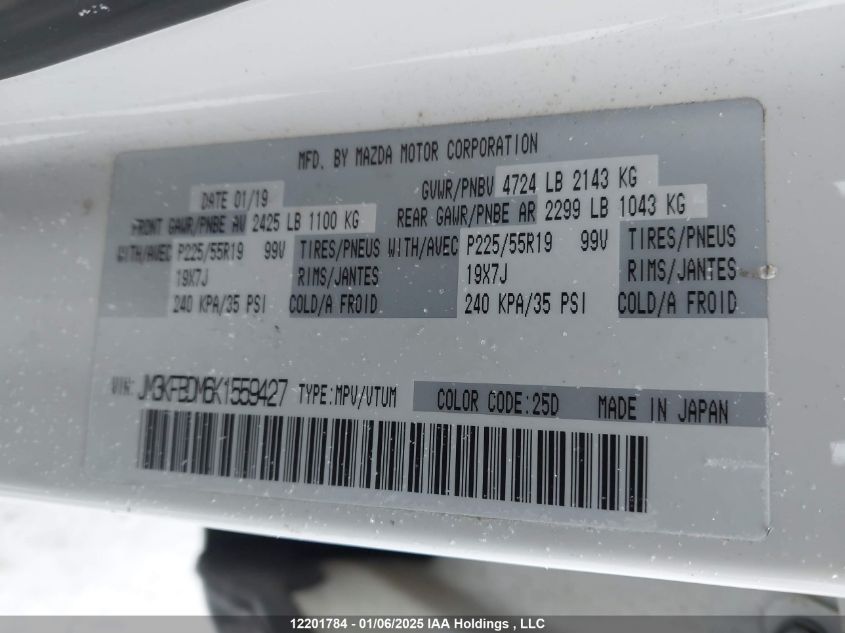 MFD. BY MAZDA MOTOR CORPORATION
DATE 01/19 GVWR/PNBV 4724 LB 2143 KG
FRONT GAWR/PNBE AV 2425 LB 1100 KG REAR GAWR/PNBE AR 2299 LB 1043 KG
WITH/AVEC P225/55R19 99V TIRES/PNEUS WITH/AVEC P225/55R19 99V TIRES/PNEUS
19X7J RIMS/JANTES 19X7J RIMS/JANTES
240 KPA/35 PSI COLD/A FROID 240 KPA/35 PSI COLD/A FROID
VIN: JM3KFBDM6K1559427 TYPE:MPV/VTUM COLOR CODE:25D MADE IN JAPAN
12201784 - 01/06/2025 IAA Holdings , LLC